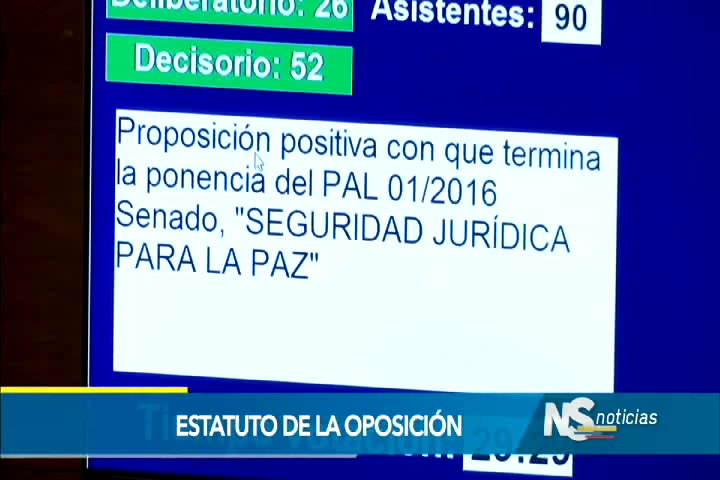 Deliberatorio: 26
Asistentes: 90
Decisorio: 52
Proposición positiva con que termina
la ponencia del PAL 01/2016
Senado, "SEGURIDAD JURÍDICA
PARA LA PAZ"
ESTATUTO DE LA OPOSICIÓN
NS noticias